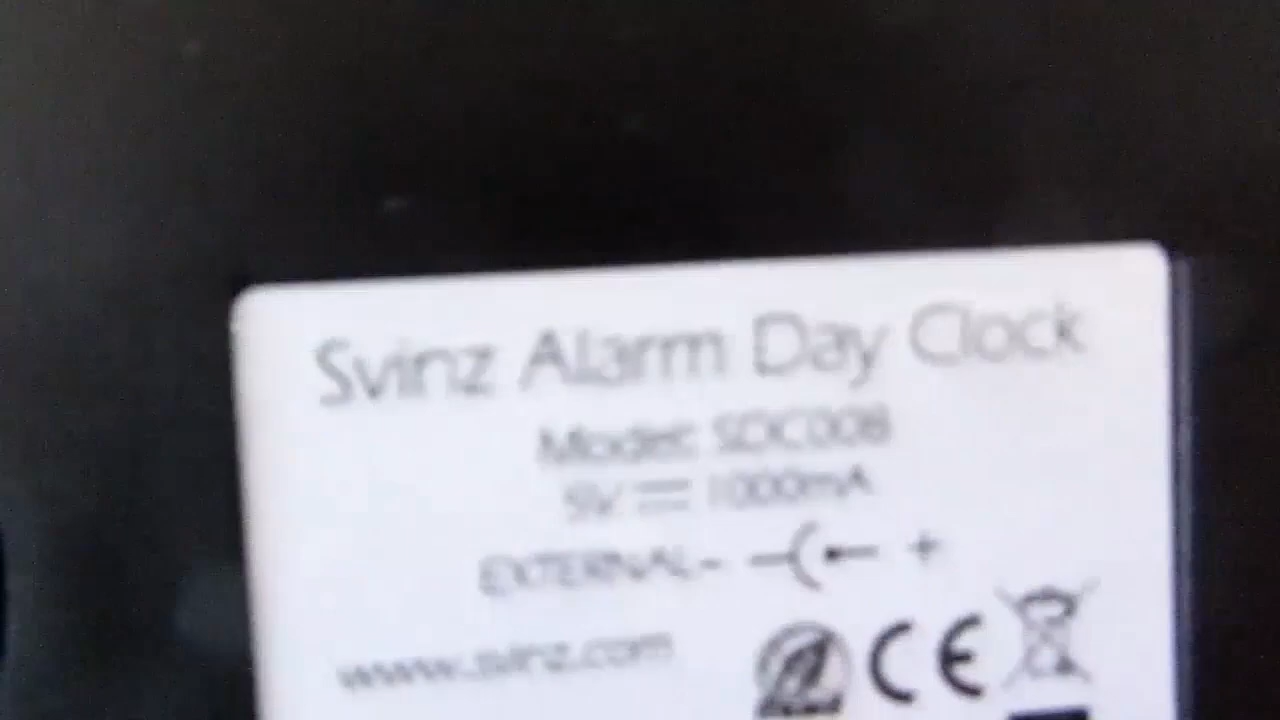 Svinz Alarm Day Clock
Model: SDC008
5V 1000mA
EXTERNAL - +
www.svinz.com
CE